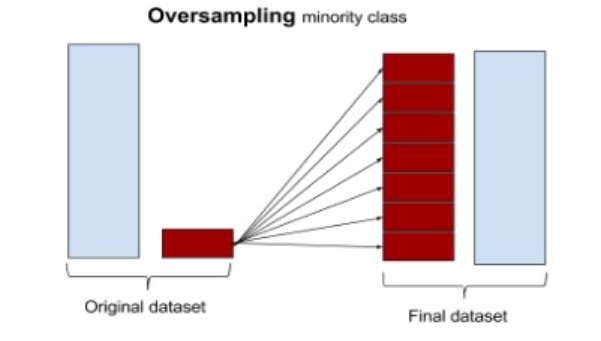 Oversampling minority class
Original dataset
Final dataset